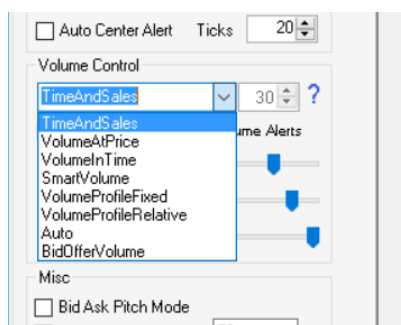 Auto Center Alert Ticks 20
Volume Control
TimeAndSales 30 ?
TimeAndSales
VolumeAtPrice
VolumeInTime
SmartVolume
VolumeProfileFixed
VolumeProfileRelative
Auto
BidOfferVolume
ume Alerts
Misc
Bid Ask Pitch Mode